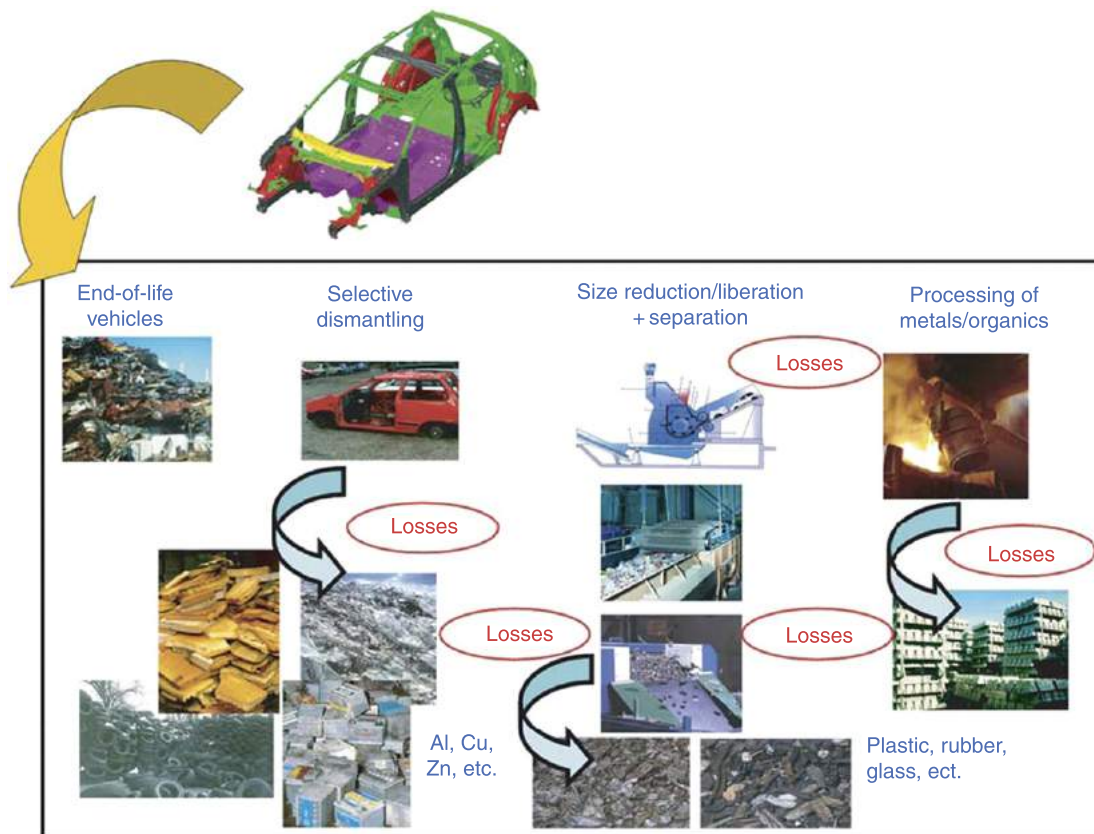 End-of-life
vehicles
Selective
dismantling
Size reduction/liberation
+ separation
Processing of
metals/organics
Losses
Losses
Losses
Losses
Losses
Al, Cu,
Zn, etc.
Plastic, rubber,
glass, ect.